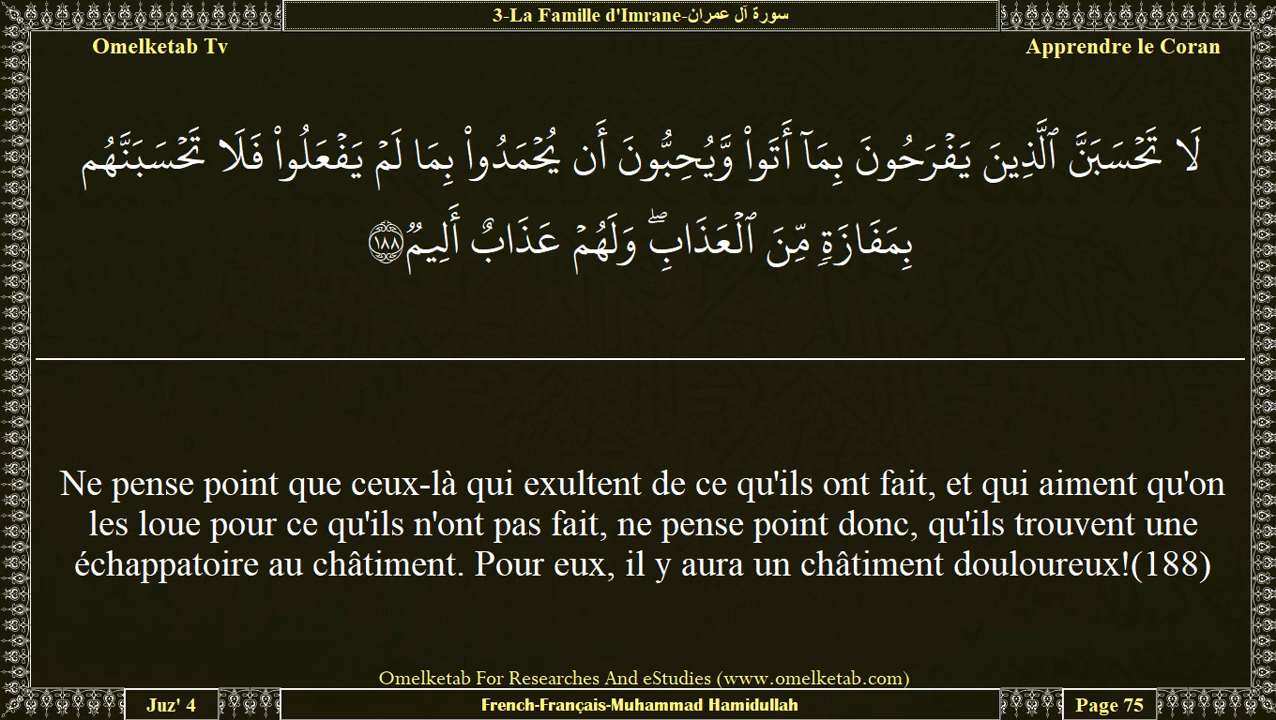 3-La Famille d'Imrane-سورة آل عمران
Omelketab Tv
Apprendre le Coran
لَا تَحْسَبَنَّ ٱلَّذِينَ يَفْرَحُونَ بِمَآ أَتَوا۟ وَّيُحِبُّونَ أَن يُحْمَدُوا۟ بِمَا لَمْ يَفْعَلُوا۟ فَلَا تَحْسَبَنَّهُم
بِمَفَازَةٍ مِّنَ ٱلْعَذَابِ ۖ وَلَهُمْ عَذَابٌ أَلِيمٌ ١٨٨
Ne pense point que ceux-là qui exultent de ce qu'ils ont fait, et qui aiment qu'on
les loue pour ce qu'ils n'ont pas fait, ne pense point donc, qu'ils trouvent une
échappatoire au châtiment. Pour eux, il y aura un châtiment douloureux!(188)
Omelketab For Researches And eStudies (www.omelketab.com)
Juz' 4
French-Français-Muhammad Hamidullah
Page 75